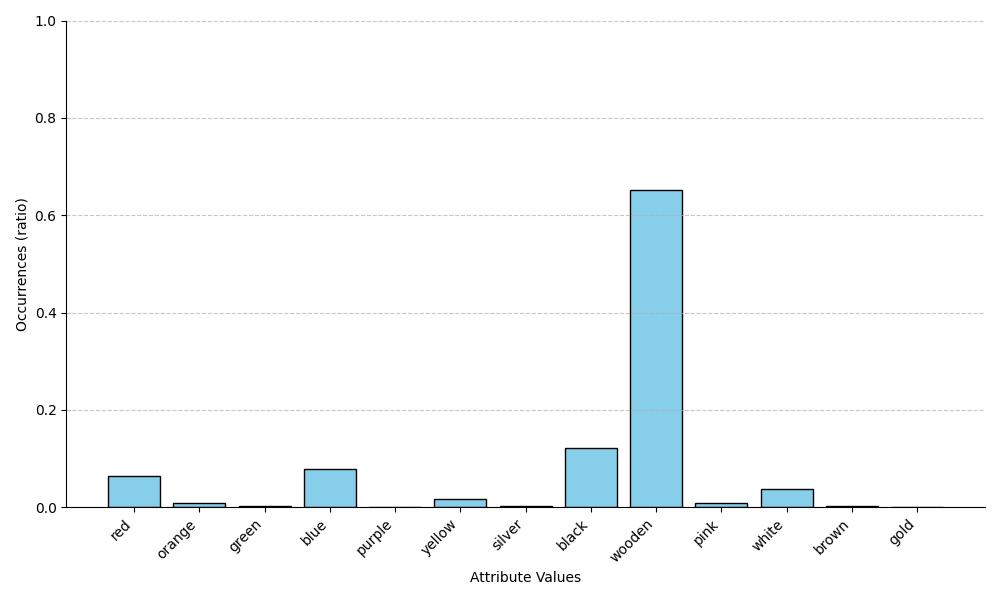 1.0
0.8
0.6
0.4
0.2
0.0
Occurrences (ratio)
red
orange
green
blue
purple
yellow
silver
black
wooden
pink
white
brown
gold
Attribute Values